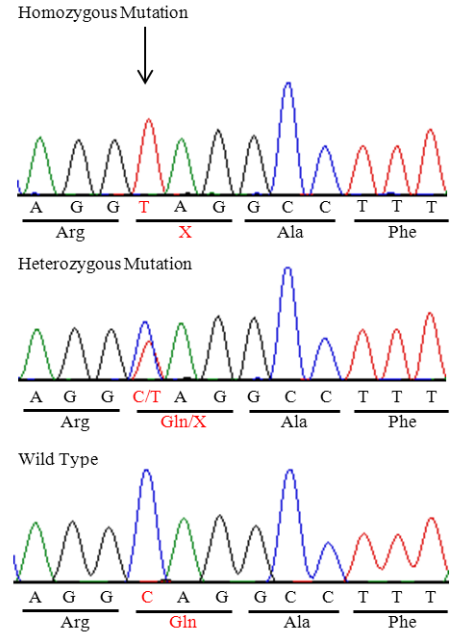 Homozygous Mutation
A G G T A G G C C T T T
Arg X Ala Phe
Heterozygous Mutation
A G G C/T A G G C C T T T
Arg Gln/X Ala Phe
Wild Type
A G G C A G G C C T T T
Arg Gln Ala Phe